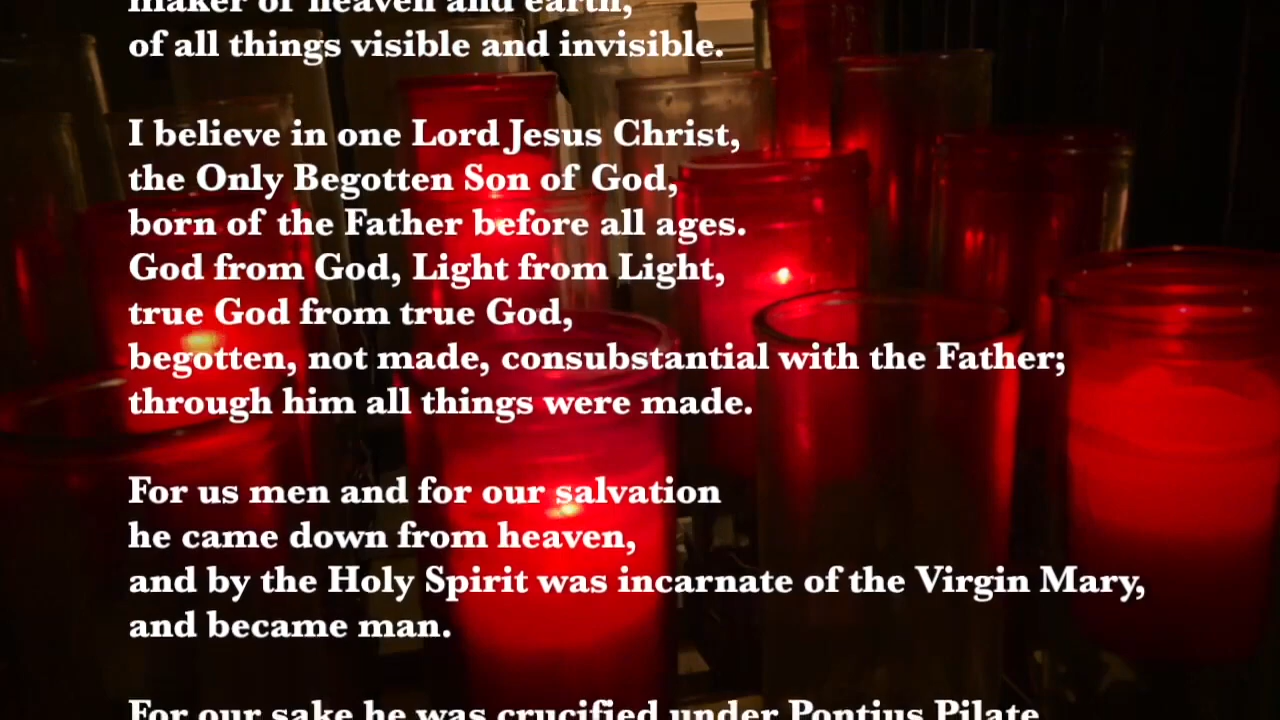 maker of heaven and earth,
of all things visible and invisible.
I believe in one Lord Jesus Christ,
the Only Begotten Son of God,
born of the Father before all ages.
God from God, Light from Light,
true God from true God,
begotten, not made, consubstantial with the Father;
through him all things were made.
For us men and for our salvation
he came down from heaven,
and by the Holy Spirit was incarnate of the Virgin Mary,
and became man.
For our sake he was crucified under Pontius Pilate